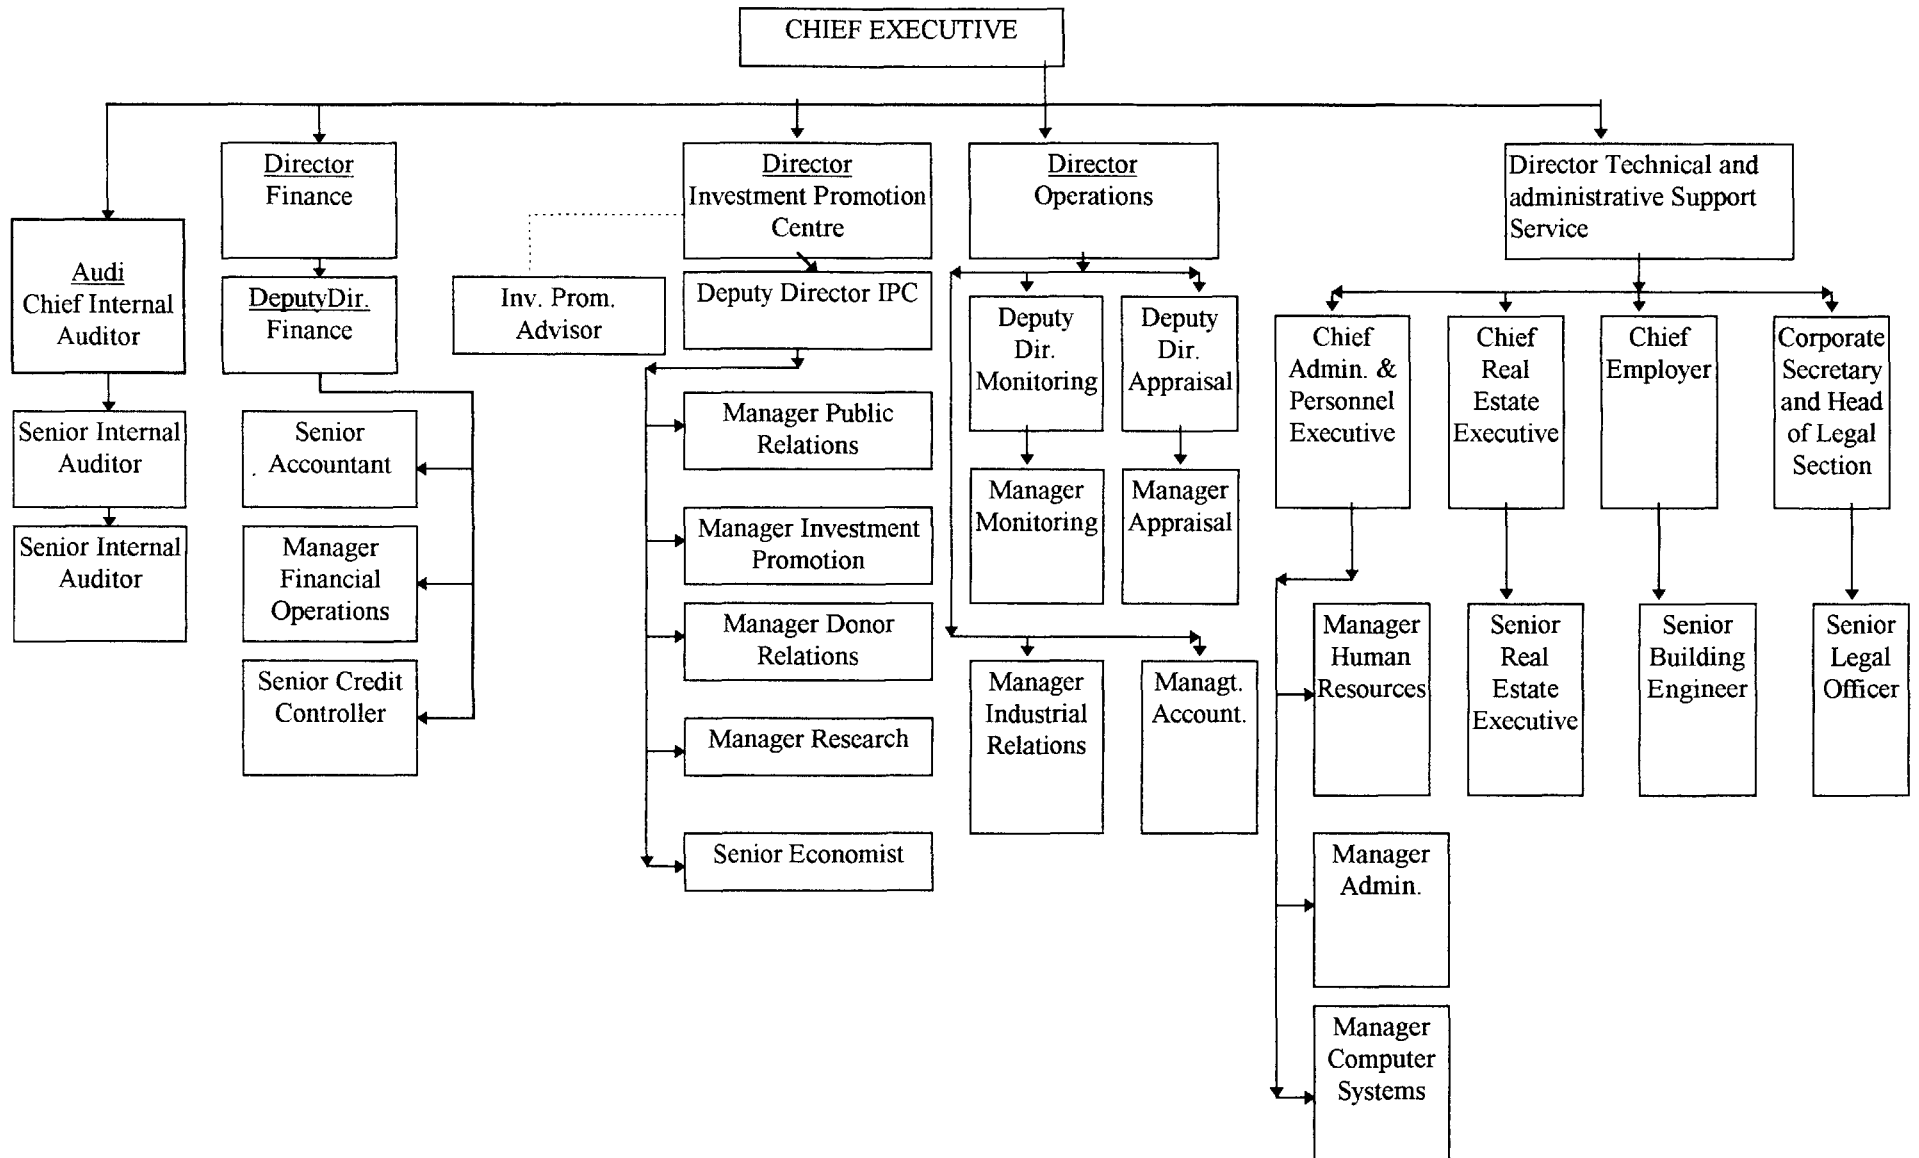 CHIEF EXECUTIVE
Director
Finance
Director
Investment Promotion
Centre
Director
Operations
Director Technical and
administrative Support
Service
Audi
Chief Internal
Auditor
DeputyDir.
Finance
Inv. Prom.
Advisor
Deputy Director IPC
Deputy
Dir.
Monitoring
Deputy
Dir.
Appraisal
Chief
Admin. &
Personnel
Executive
Chief
Real
Estate
Executive
Chief
Employer
Corporate
Secretary
and Head
of Legal
Section
Senior Internal
Auditor
Senior
Accountant
Manager Public
Relations
Manager
Monitoring
Manager
Appraisal
Senior Internal
Auditor
Manager
Financial
Operations
Manager Investment
Promotion
Manager Donor
Relations
Manager
Human
Resources
Senior
Real
Estate
Executive
Senior
Building
Engineer
Senior
Legal
Officer
Senior Credit
Controller
Manager
Industrial
Relations
Managt.
Account.
Manager Research
Senior Economist
Manager
Admin.
Manager
Computer
Systems